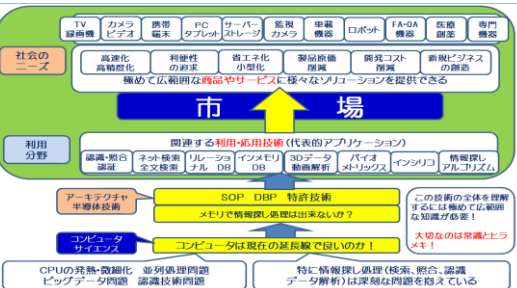 TV
録画機
カメラ
ビデオ
携帯
端末
PC
タブレット
サーバー
ストレージ
監視
カメラ
車載
機器
ロボット
FA・OA
機器
医療
創薬
専門
機器
社会の
ニーズ
高速化
高精度化
利便性
の追求
省エネ化
小型化
製品原価
削減
開発コスト
削減
新規ビジネス
の創造
極めて広範囲な商品やサービスに様々なソリューションを提供できる
市 場
利用
分野
関連する利用・応用技術(代表的アプリケーション)
認識・照合
認証
ネット検索
全文検索
リレーショ
ナル DB
インメモリ
DB
3Dデータ
動画解析
バイオ
メトリックス
インシリコ
情報探し
アルゴリズム
アーキテクチャ
半導体技術
SOP DBP 特許技術
メモリで情報探し処理は出来ないか?
この技術の全体を理解
するには極めて広範囲
な知識が必要!
大切なのは常識とヒラ
メキ!
コンピュータ
サイエンス
コンピュータは現在の延長線で良いのか!
CPUの発熱・微細化 並列処理問題
ビッグデータ問題 認識技術問題
特に情報探し処理(検索、照合、認識
データ解析)は深刻な問題を抱えている